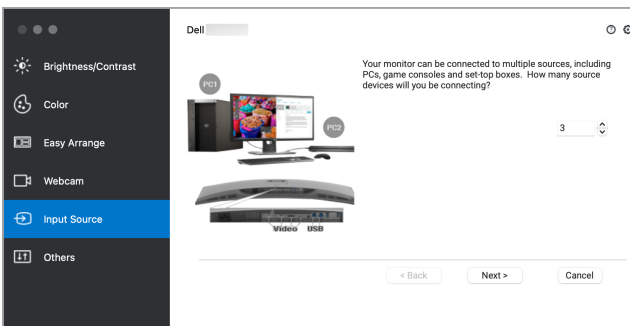 Dell
Brightness/Contrast
Color
Easy Arrange
Webcam
Input Source
Others
Your monitor can be connected to multiple sources, including
PCs, game consoles and set-top boxes. How many source
devices will you be connecting?
3
PC1
PC2
Video USB
< Back
Next >
Cancel